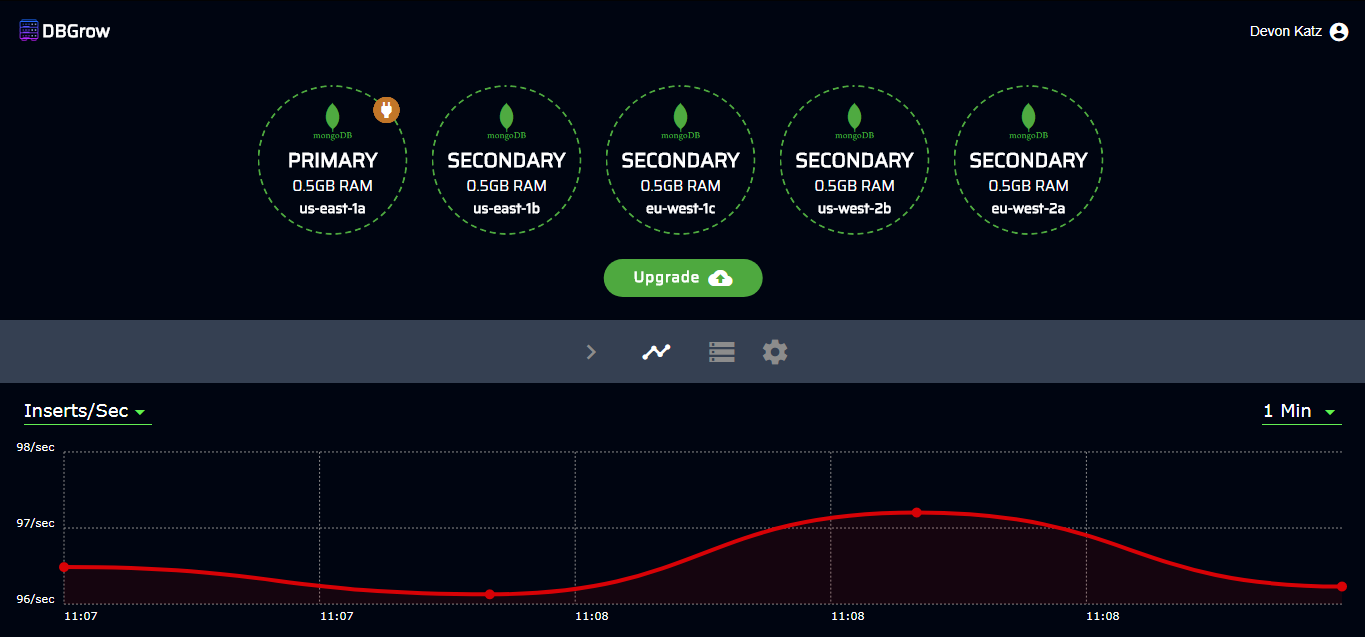 DBGrow
Devon Katz
mongoDB
PRIMARY
0.5GB RAM
us-east-1a
mongoDB
SECONDARY
0.5GB RAM
us-east-1b
mongoDB
SECONDARY
0.5GB RAM
eu-west-1c
mongoDB
SECONDARY
0.5GB RAM
us-west-2b
mongoDB
SECONDARY
0.5GB RAM
eu-west-2a
Upgrade
Inserts/Sec
1 Min
98/sec
97/sec
96/sec
11:07
11:07
11:08
11:08
11:08